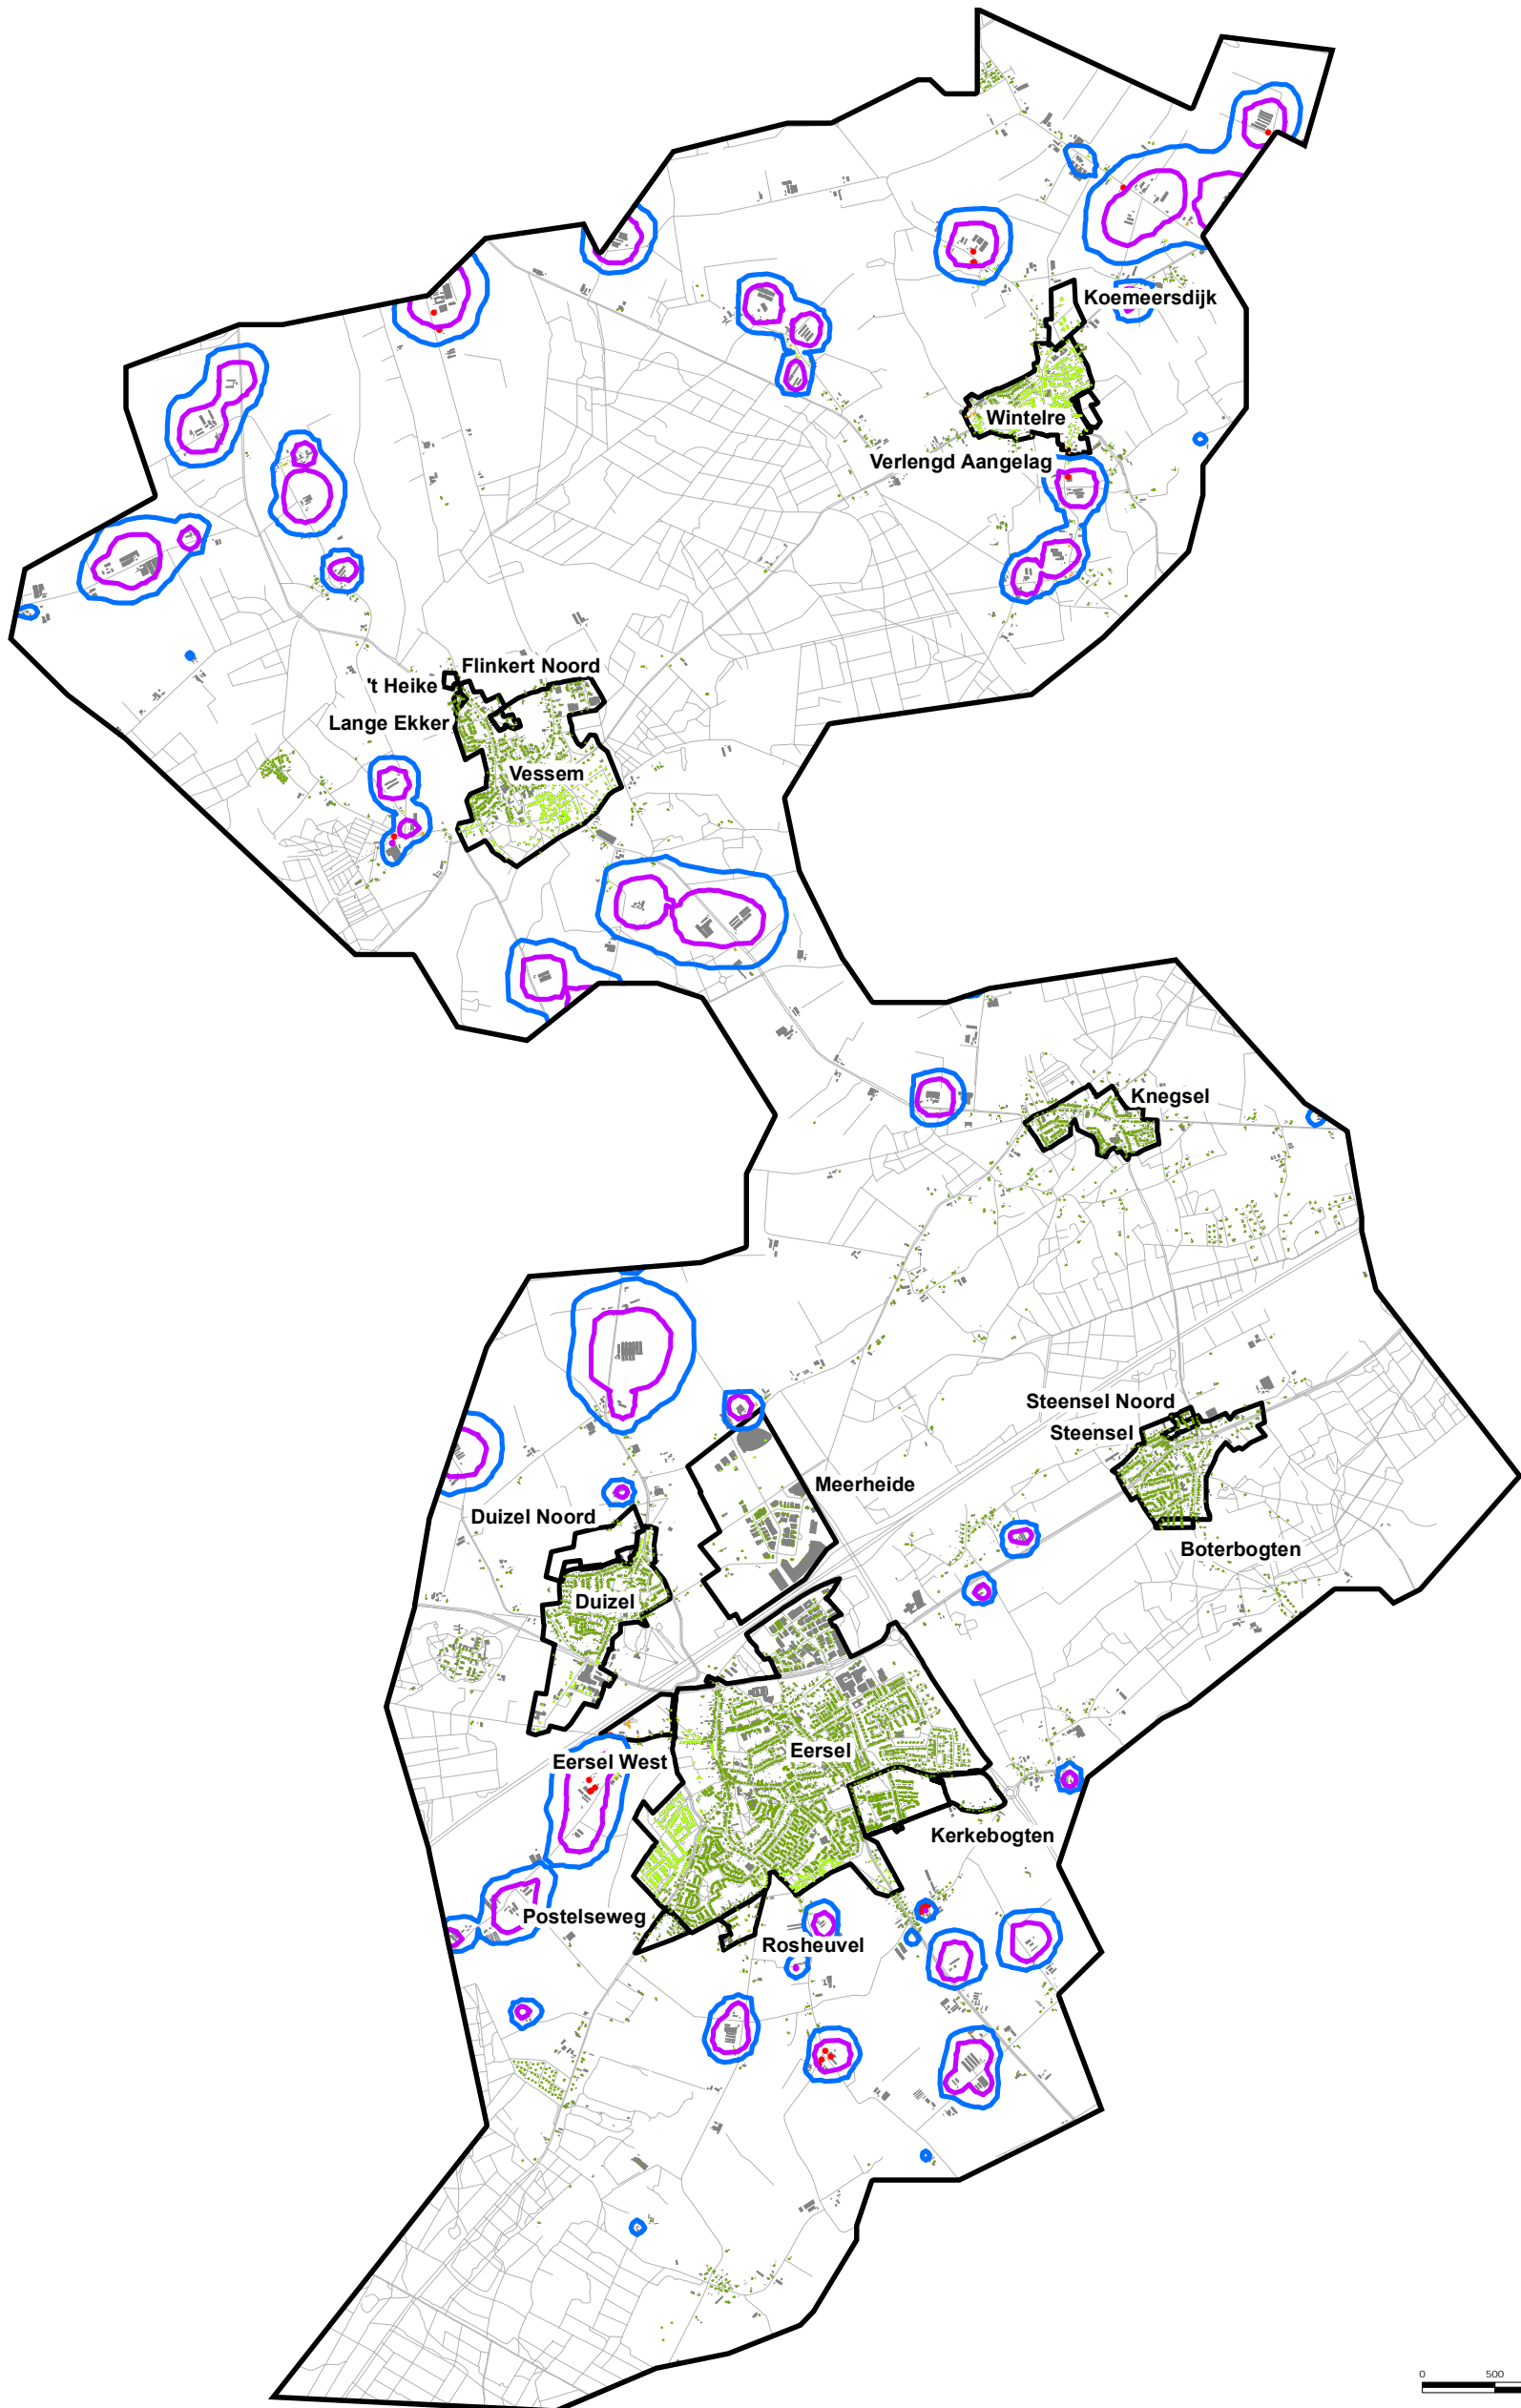 Koemeersdijk
Wintelre
Verlengd Aangelag
Flinkert Noord
't Heike
Lange Ekker
Vessem
Knegsel
Steensel Noord
Steensel
Meerheide
Duizel Noord
Boterbogten
Duizel
Eersel
Eersel West
Kerkebogten
Postelseweg
Rosheuvel
0 500